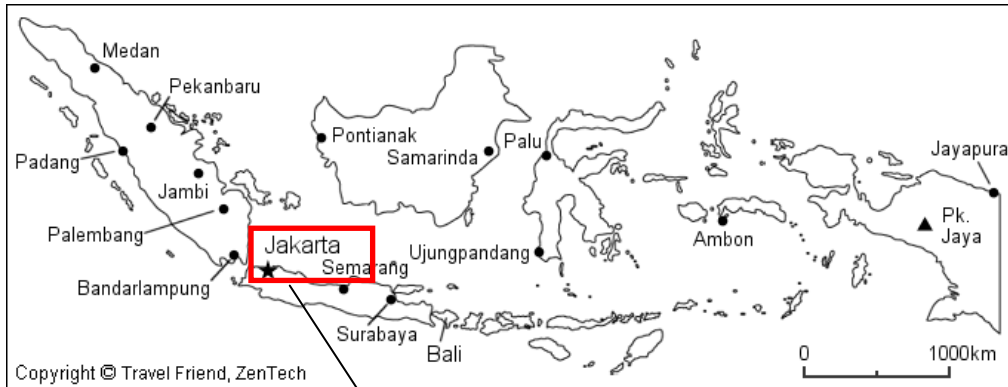 Medan
Pekanbaru
Pontianak
Samarinda
Palu
Padang
Jayapura
Jambi
Pk.
Jaya
Palembang
Ambon
Jakarta
Ujungpandang
Semarang
Bandarlampung
Surabaya
Bali
0 1000km
Copyright © Travel Friend, ZenTech